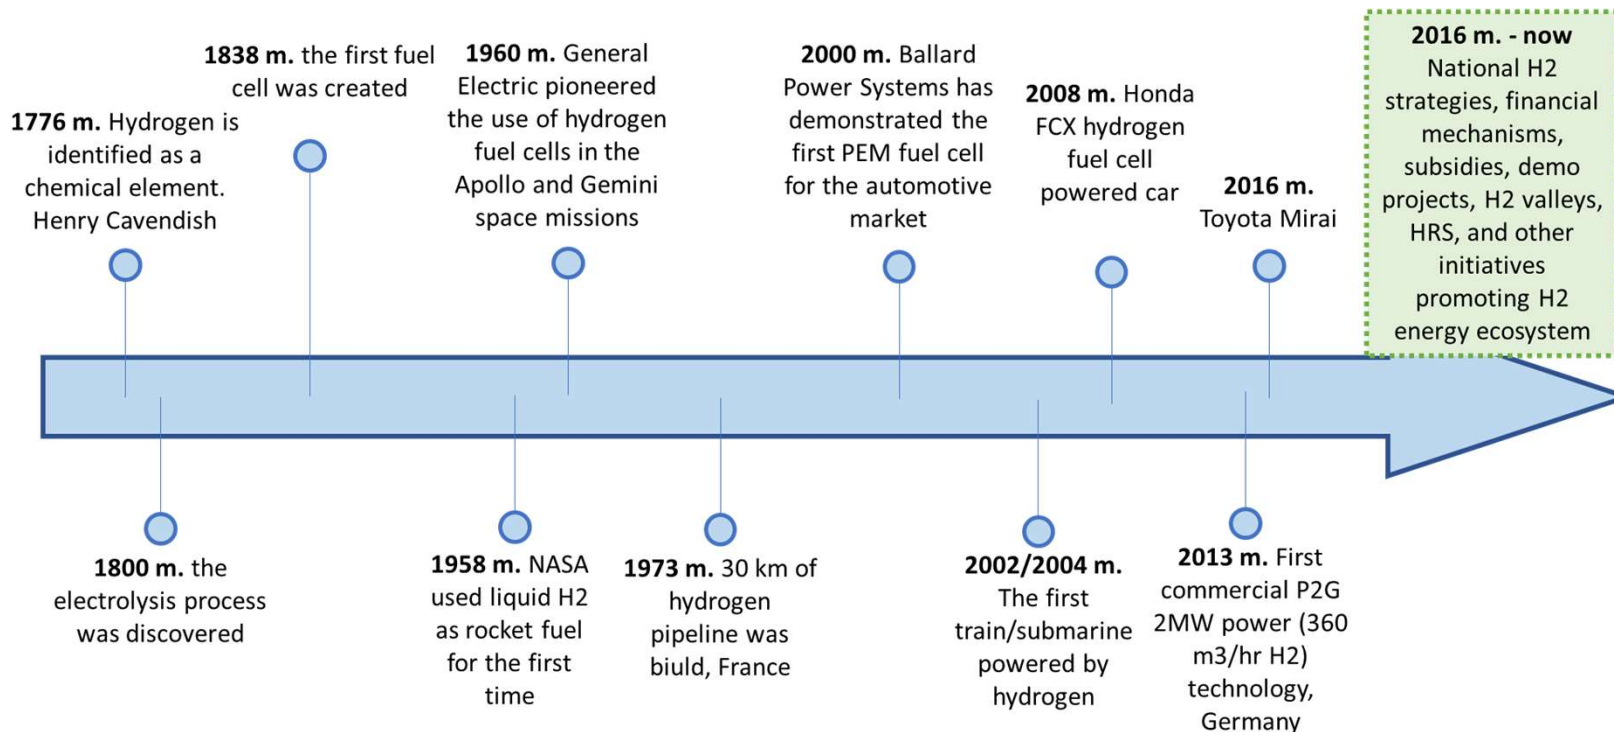 1776 m. Hydrogen is
identified as a
chemical element.
Henry Cavendish
1838 m. the first fuel
cell was created
1960 m. General
Electric pioneered
the use of hydrogen
fuel cells in the
Apollo and Gemini
space missions
2000 m. Ballard
Power Systems has
demonstrated the
first PEM fuel cell
for the automotive
market
2008 m. Honda
FCX hydrogen
fuel cell
powered car
2016 m.
Toyota Mirai
2016 m. - now
National H2
strategies, financial
mechanisms,
subsidies, demo
projects, H2 valleys,
HRS, and other
initiatives
promoting H2
energy ecosystem
1800 m. the
electrolysis process
was discovered
1958 m. NASA
used liquid H2
as rocket fuel
for the first
time
1973 m. 30 km of
hydrogen
pipeline was
biuld, France
2002/2004 m.
The first
train/submarine
powered by
hydrogen
2013 m. First
commercial P2G
2MW power (360
m3/hr H2)
technology,
Germany